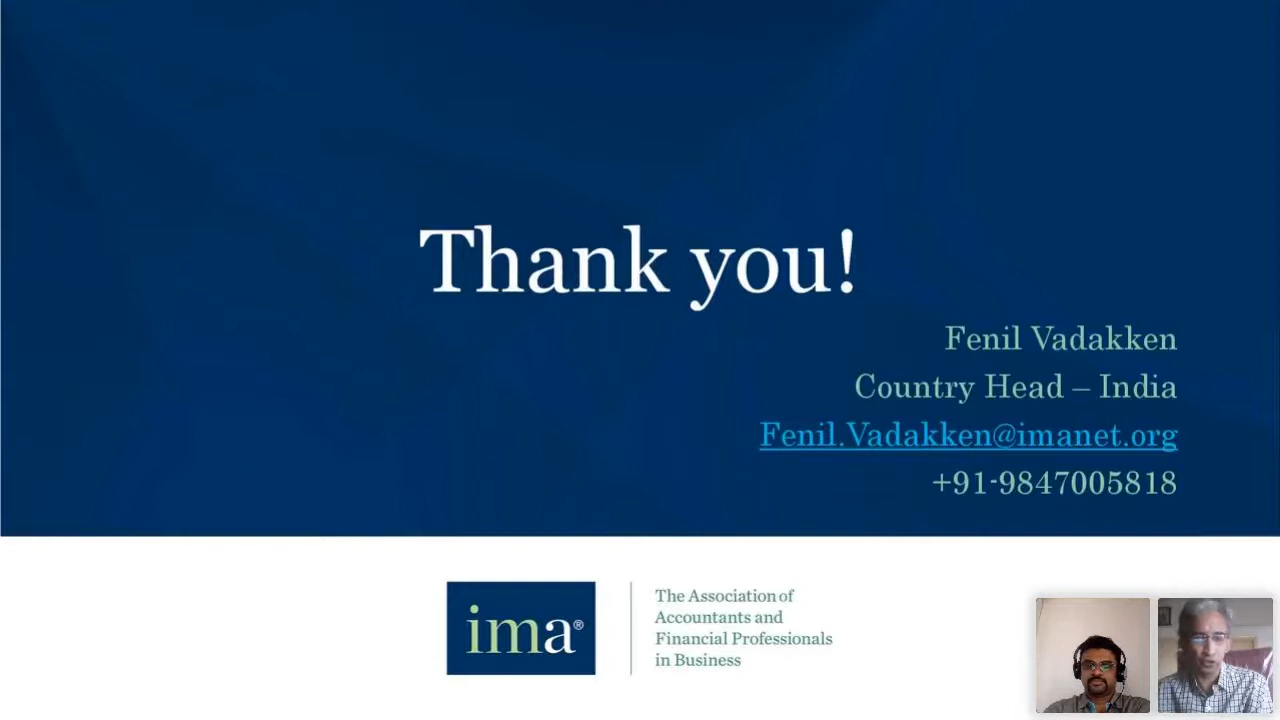 Thank you!
Fenil Vadakken
Country Head – India
Fenil.Vadakken@imanet.org
+91-9847005818
ima®
The Association of
Accountants and
Financial Professionals
in Business